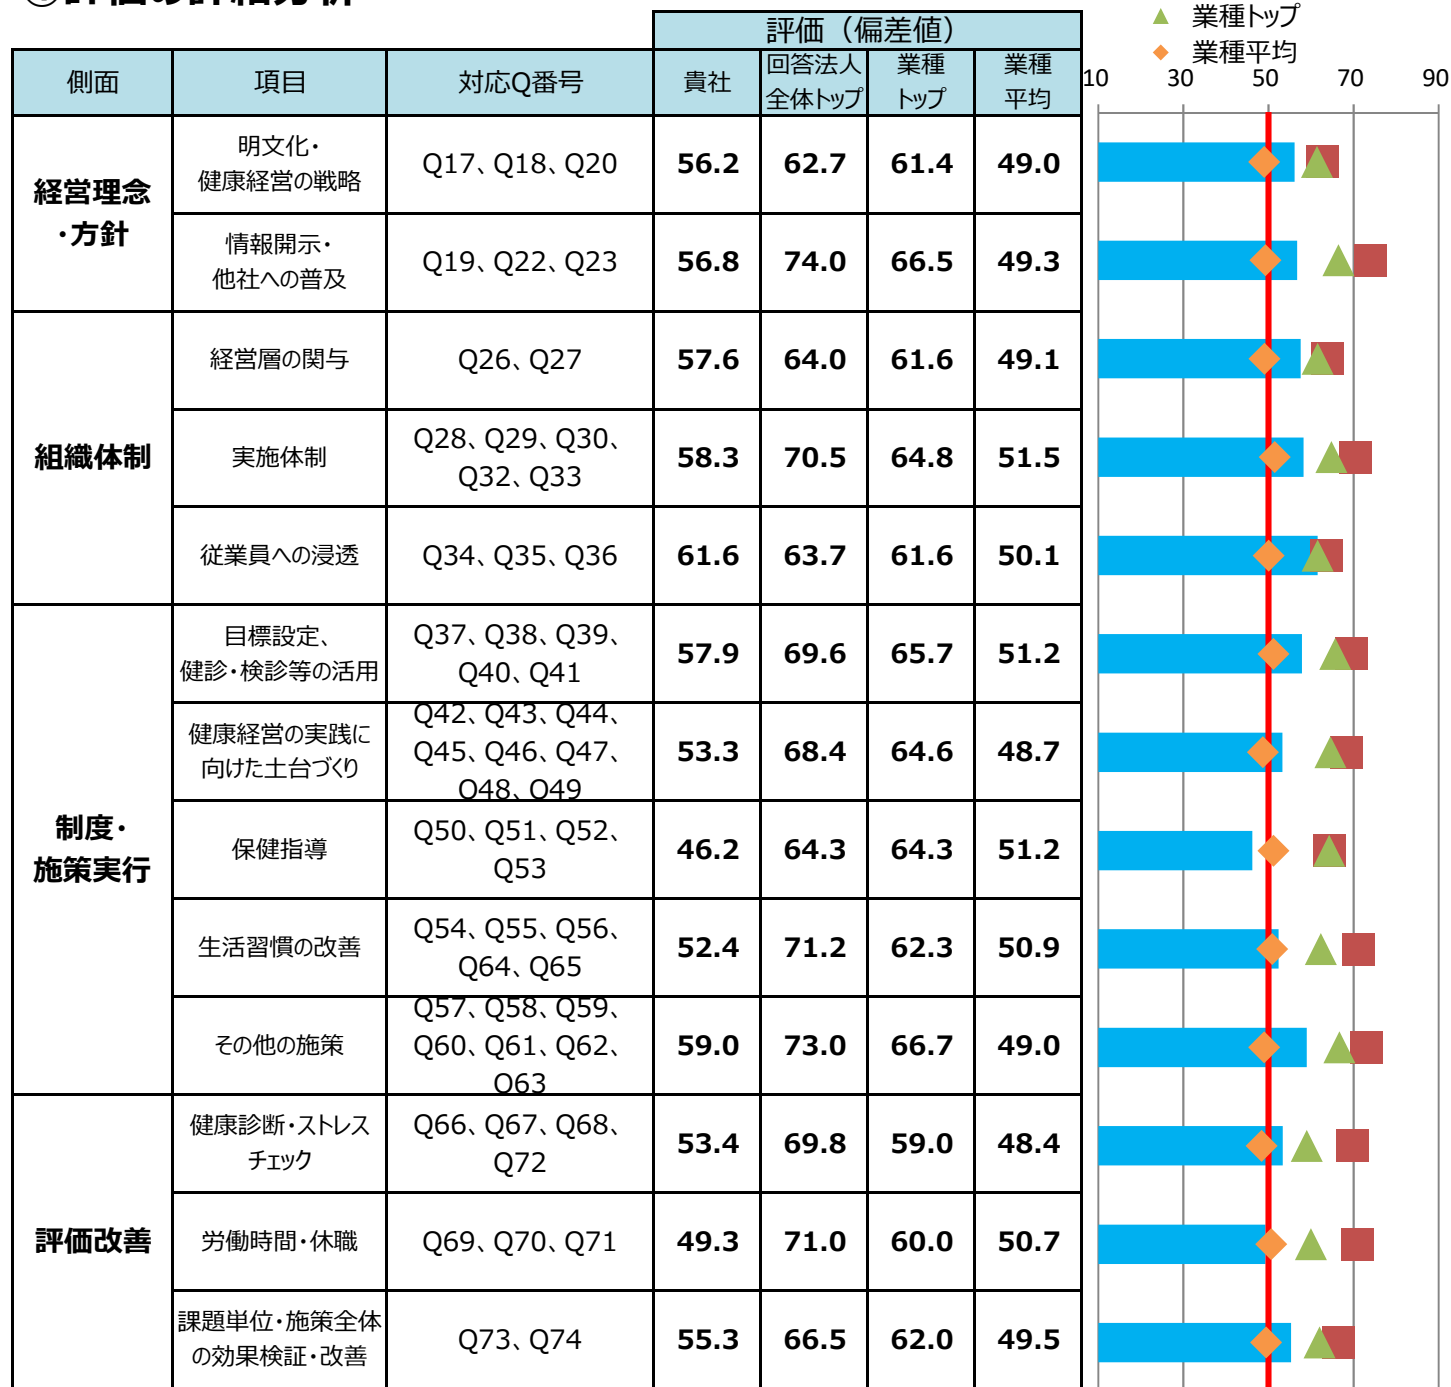 ①評価の詳細分析
▲ 業種トップ
◆ 業種平均
評価（偏差値）
側面 項目 対応Q番号 貴社 回答法人 業種 業種
全体トップ トップ 平均
10 30 50 70 90
経営理念
・方針
明文化・
健康経営の戦略
Q17、Q18、Q20 56.2 62.7 61.4 49.0
情報開示・
他社への普及
Q19、Q22、Q23 56.8 74.0 66.5 49.3
組織体制
経営層の関与 Q26、Q27 57.6 64.0 61.6 49.1
実施体制
Q28、Q29、Q30、
Q32、Q33
58.3 70.5 64.8 51.5
従業員への浸透 Q34、Q35、Q36 61.6 63.7 61.6 50.1
制度・
施策実行
目標設定、
健診・検診等の活用
Q37、Q38、Q39、
Q40、Q41
57.9 69.6 65.7 51.2
健康経営の実践に
向けた土台づくり
Q42、Q43、Q44、
Q45、Q46、Q47、
Q48、Q49
53.3 68.4 64.6 48.7
保健指導
Q50、Q51、Q52、
Q53
46.2 64.3 64.3 51.2
生活習慣の改善
Q54、Q55、Q56、
Q64、Q65
52.4 71.2 62.3 50.9
その他の施策
Q57、Q58、Q59、
Q60、Q61、Q62、
Q63
59.0 73.0 66.7 49.0
評価改善
健康診断・ストレス
チェック
Q66、Q67、Q68、
Q72
53.4 69.8 59.0 48.4
労働時間・休職 Q69、Q70、Q71 49.3 71.0 60.0 50.7
課題単位・施策全体
の効果検証・改善
Q73、Q74 55.3 66.5 62.0 49.5